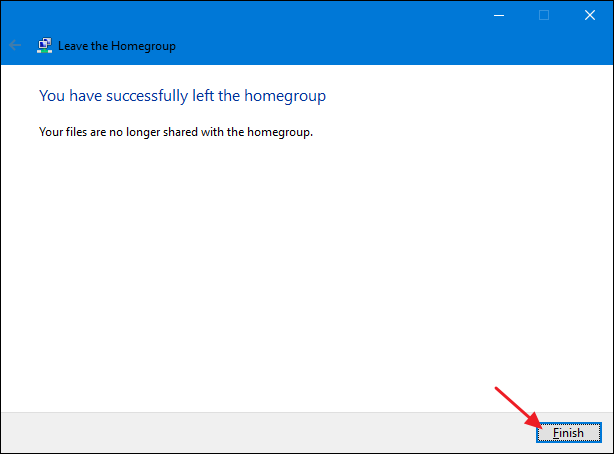 Leave the Homegroup
You have successfully left the homegroup
Your files are no longer shared with the homegroup.
Finish